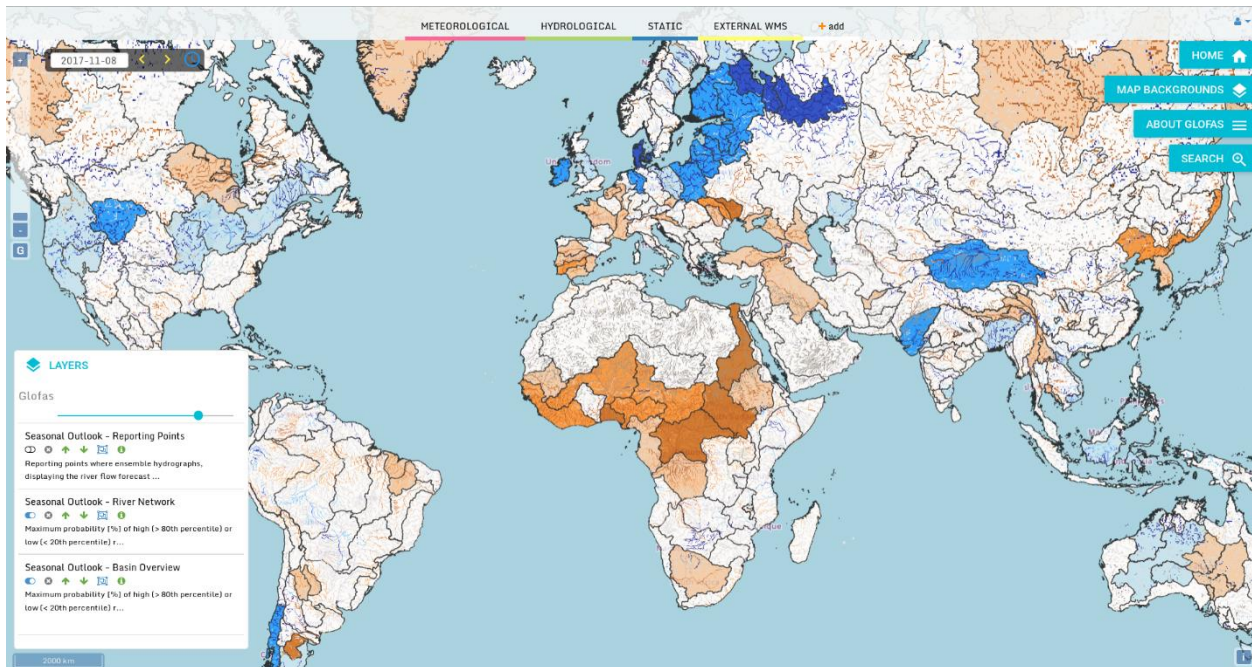 METEOROLOGICAL HYDROLOGICAL STATIC EXTERNAL WMS + add
+
2017-11-08
HOME
MAP BACKGROUNDS
ABOUT GLOFAS
SEARCH
-
G
LAYERS
Glofas
Seasonal Outlook - Reporting Points
Reporting points where ensemble hydrographs,
displaying the river flow forecast ...
Seasonal Outlook - River Network
Maximum probability [%] of high (> 80th percentile) or
low (< 20th percentile) r...
Seasonal Outlook - Basin Overview
Maximum probability [%] of high (> 80th percentile) or
low (< 20th percentile) r...
2000 km
i